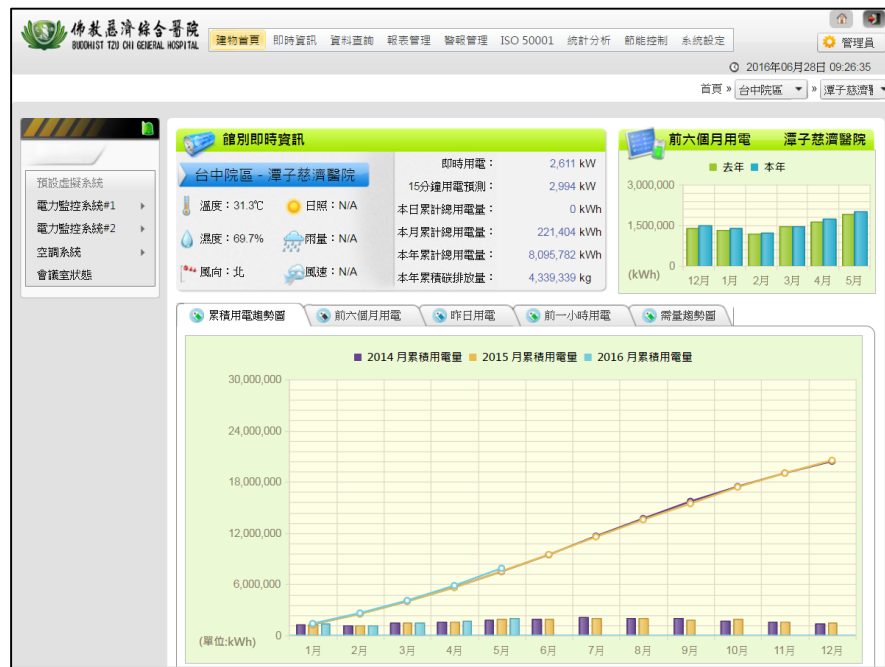 佛教慈濟綜合醫院
BUDDHIST TZU CHI GENERAL HOSPITAL
建物首頁 即時資訊 資料查詢 報表管理 警報管理 ISO 50001 統計分析 節能控制 系統設定
管理員
2016年06月28日 09:26:35
首頁 » 台中院區 » 潭子慈濟
預設虛擬系統
電力監控系統#1
電力監控系統#2
空調系統
會議室狀態
館別即時資訊
台中院區 - 潭子慈濟醫院
溫度：31.3℃ 日照：N/A
濕度：69.7% 雨量：N/A
風向：北 風速：N/A
即時用電： 2,611 kW
15分鐘用電預測： 2,994 kW
本日累計總用電量： 0 kWh
本月累計總用電量： 221,404 kWh
本年累計總用電量： 8,095,782 kWh
本年累積碳排放量： 4,339,339 kg
前六個月用電 潭子慈濟醫院
去年 本年
3,000,000
1,500,000
0
(kWh)
12月 1月 2月 3月 4月 5月
累積用電趨勢圖 前六個月用電 昨日用電 前一小時用電 需量趨勢圖
2014 月累積用電量 2015 月累積用電量 2016 月累積用電量
30,000,000
24,000,000
18,000,000
12,000,000
6,000,000
0
(單位:kWh)
1月 2月 3月 4月 5月 6月 7月 8月 9月 10月 11月 12月